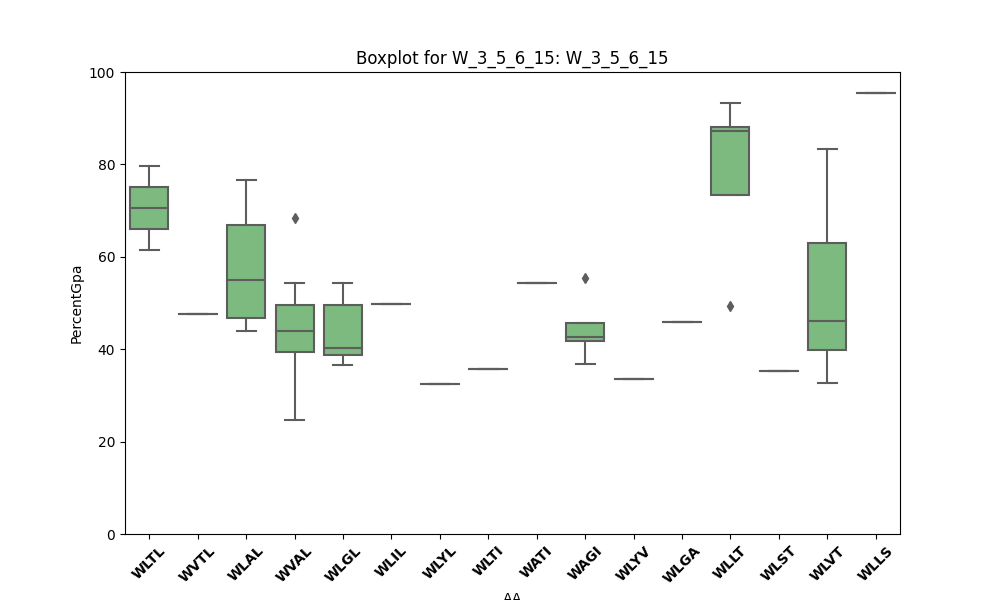 Boxplot for W_3_5_6_15: W_3_5_6_15
100
80
60
40
20
0
PercentGpa
WLTL
WVTL
WLAL
WVAL
WLGL
WLIL
WLYL
WLTI
WATI
WAGI
WLYV
WLGA
WLLT
WLST
WLVT
WLLS
AA